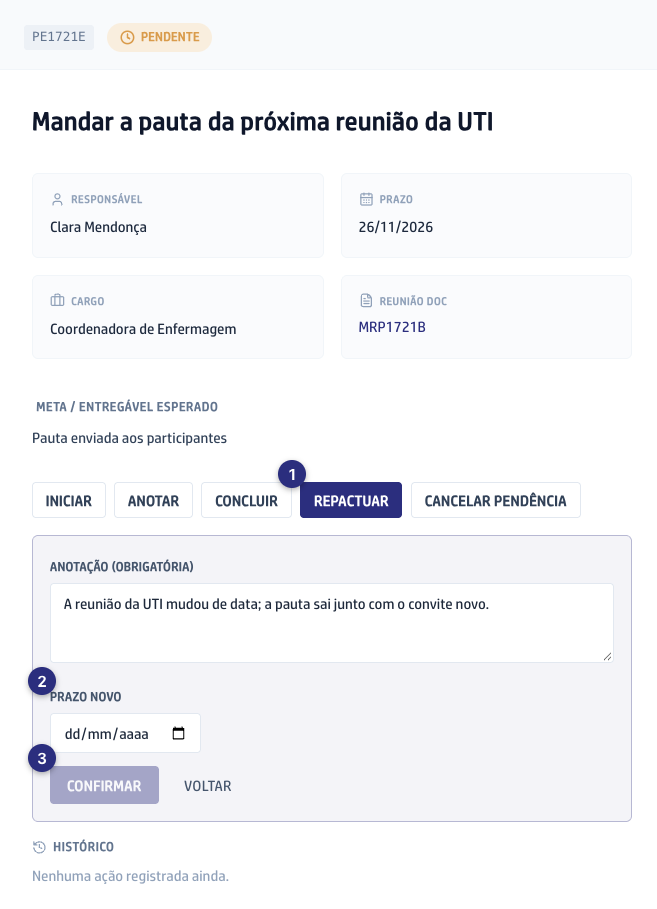 PE1721E
PENDENTE
Mandar a pauta da próxima reunião da UTI
RESPONSÁVEL
Clara Mendonça
PRAZO
26/11/2026
CARGO
Coordenadora de Enfermagem
REUNIÃO DOC
MRP1721B
META / ENTREGÁVEL ESPERADO
Pauta enviada aos participantes
1
INICIAR ANOTAR CONCLUIR REPACTUAR CANCELAR PENDÊNCIA
ANOTAÇÃO (OBRIGATÓRIA)
A reunião da UTI mudou de data; a pauta sai junto com o convite novo.
2
PRAZO NOVO
dd/mm/aaaa
3
CONFIRMAR VOLTAR
HISTÓRICO
Nenhuma ação registrada ainda.